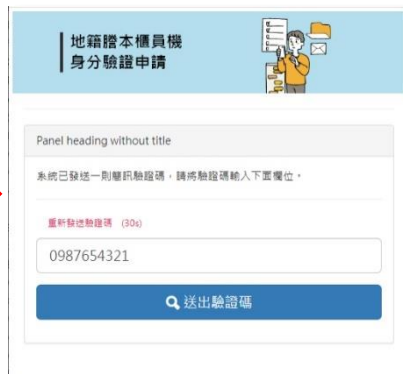 地籍謄本櫃員機
身分驗證申請
Panel heading without title
系統已發送一則簡訊驗證碼，請將驗證碼輸入下面欄位。
重新發送驗證碼 (30s)
0987654321
送出驗證碼